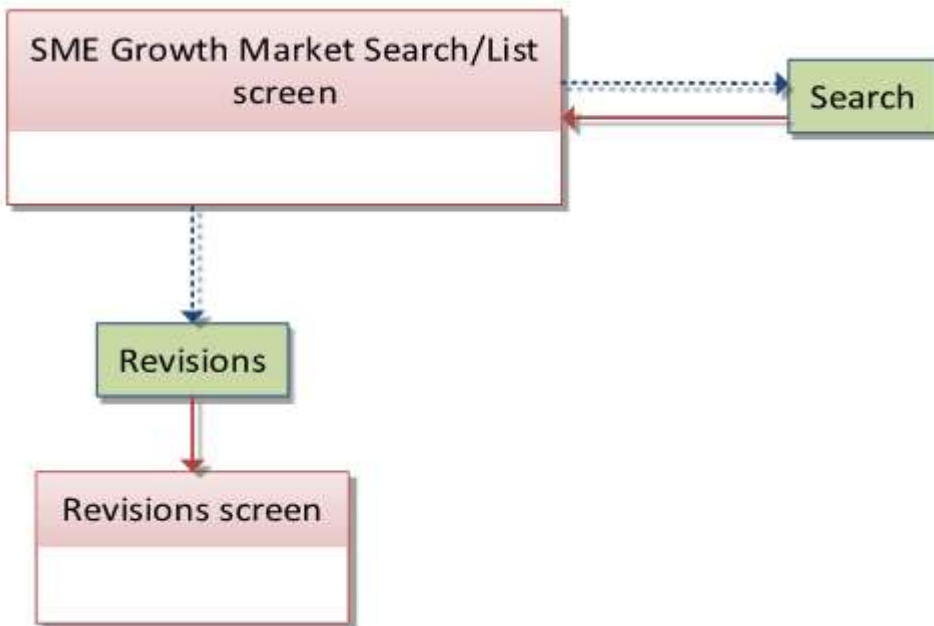 SME Growth Market Search/List
screen
Search
Revisions
Revisions screen